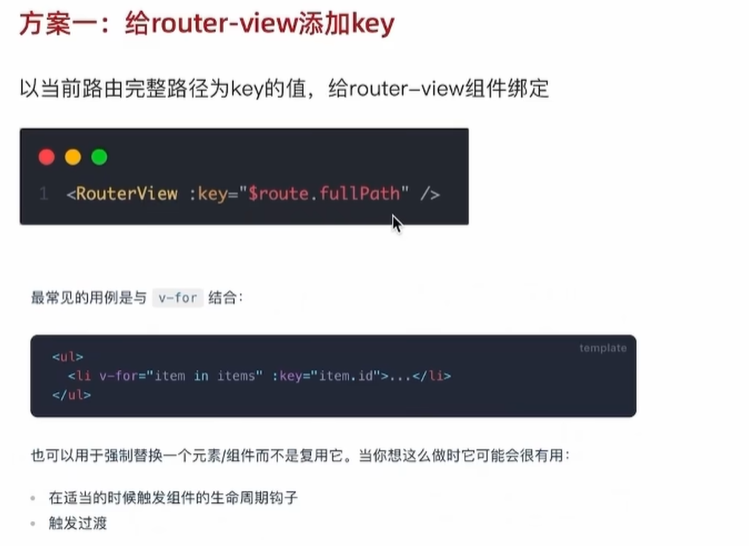 方案一：给router-view添加key
以当前路由完整路径为key的值，给router-view组件绑定
1 <RouterView :key="$route.fullPath" />
最常见的用例是与 v-for 结合：
template
<ul>
  <li v-for="item in items" :key="item.id">...</li>
</ul>
也可以用于强制替换一个元素/组件而不是复用它。当你想这么做时它可能会很有用：
在适当的时候触发组件的生命周期钩子
触发过渡